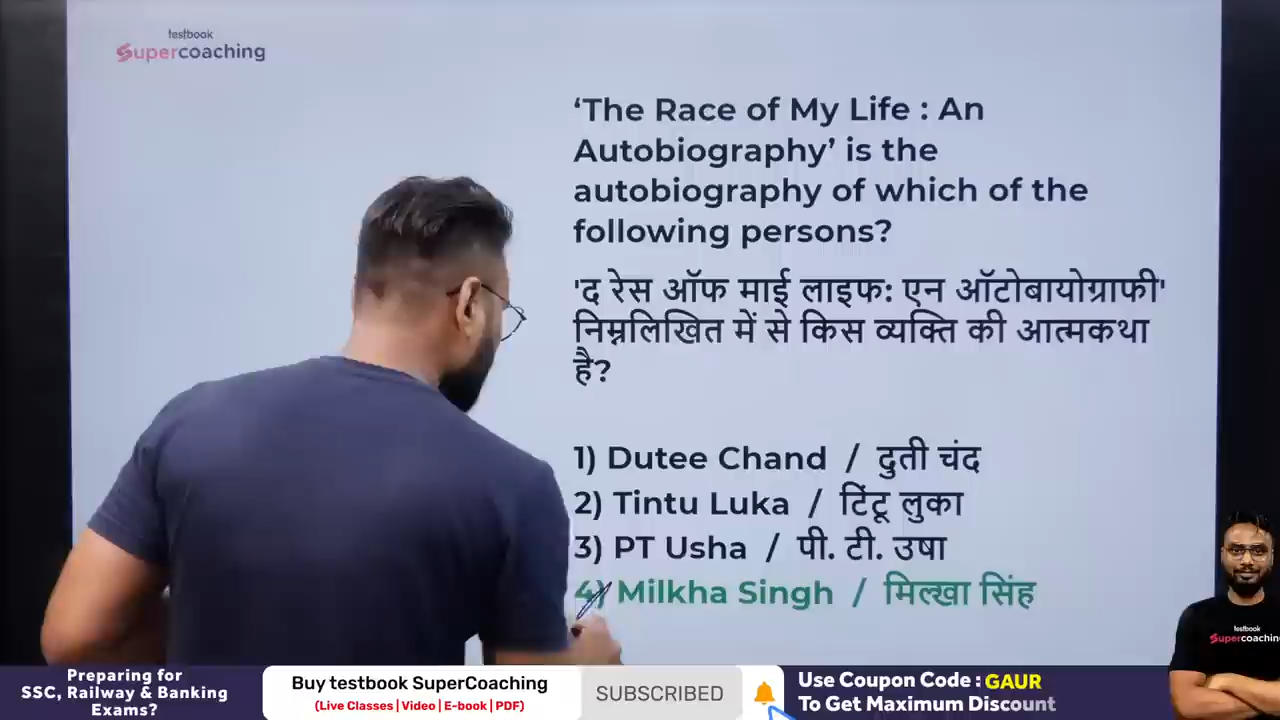 testbook
Supercoaching
‘The Race of My Life : An
Autobiography’ is the
autobiography of which of the
following persons?
'द रेस ऑफ माई लाइफ: एन ऑटोबायोग्राफी'
निम्नलिखित में से किस व्यक्ति की आत्मकथा
है?
1) Dutee Chand / दुती चंद
2) Tintu Luka / टिंटू लुका
3) PT Usha / पी. टी. उषा
4) Milkha Singh / मिल्खा सिंह
testbook
Supercoaching
Preparing for
SSC, Railway & Banking
Exams?
Buy testbook SuperCoaching
(Live Classes | Video | E-book | PDF)
SUBSCRIBED
Use Coupon Code : GAUR
To Get Maximum Discount